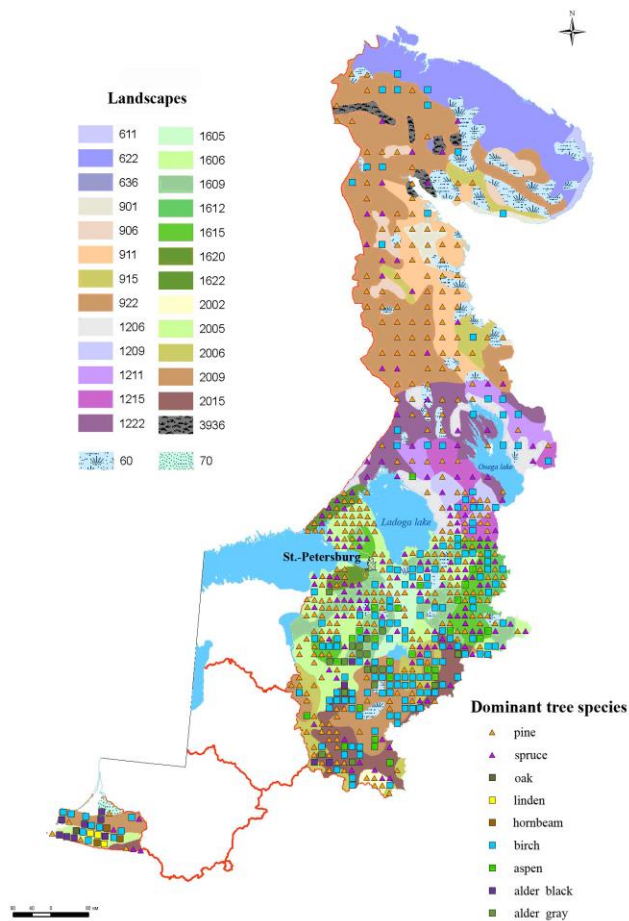 N
Landscapes
611
622
636
901
906
911
915
922
1206
1209
1211
1215
1222
60
1605
1606
1609
1612
1615
1620
1622
2002
2005
2006
2009
2015
3936
70
Onega lake
Ladoga lake
St.-Petersburg
Dominant tree species
pine
spruce
oak
linden
hornbeam
birch
aspen
alder black
alder gray